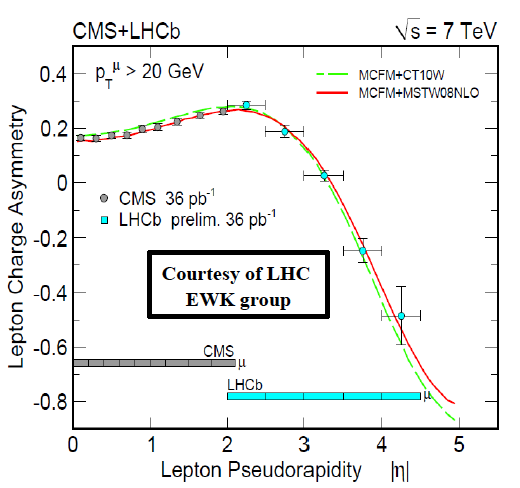 CMS+LHCb
√s = 7 TeV
p_T^μ > 20 GeV
MCFM+CT10W
MCFM+MSTW08NLO
Lepton Charge Asymmetry
0.4
0.2
0
-0.2
-0.4
-0.6
-0.8
CMS 36 pb⁻¹
LHCb prelim. 36 pb⁻¹
Courtesy of LHC
EWK group
CMS
μ
LHCb
μ
0 1 2 3 4 5
Lepton Pseudorapidity |η|